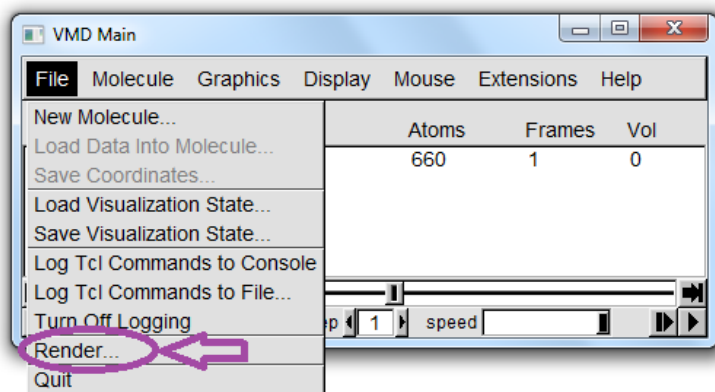 VMD Main
File Molecule Graphics Display Mouse Extensions Help
New Molecule...
Load Data Into Molecule...
Save Coordinates...
Load Visualization State...
Save Visualization State...
Log Tcl Commands to Console
Log Tcl Commands to File...
Turn Off Logging
Render...
Quit
Atoms Frames Vol
660 1 0
1 speed